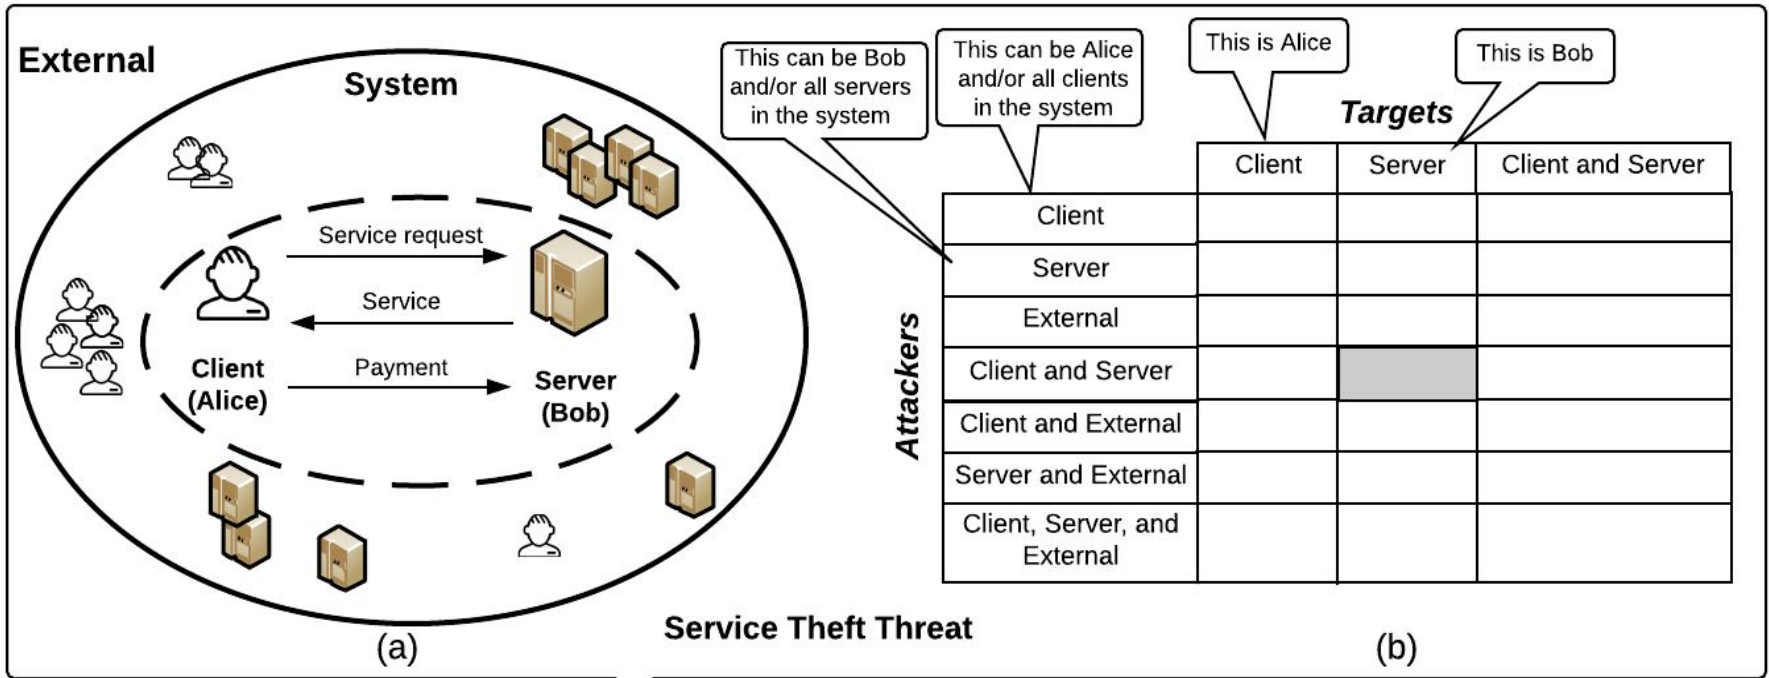 External
System
Service request
Service
Payment
Client
(Alice)
Server
(Bob)
(a)
This can be Bob
and/or all servers
in the system
This can be Alice
and/or all clients
in the system
This is Alice
This is Bob
Targets
Client
Server
Client and Server
Attackers
Client
Server
External
Client and Server
Client and External
Server and External
Client, Server, and
External
Service Theft Threat
(b)